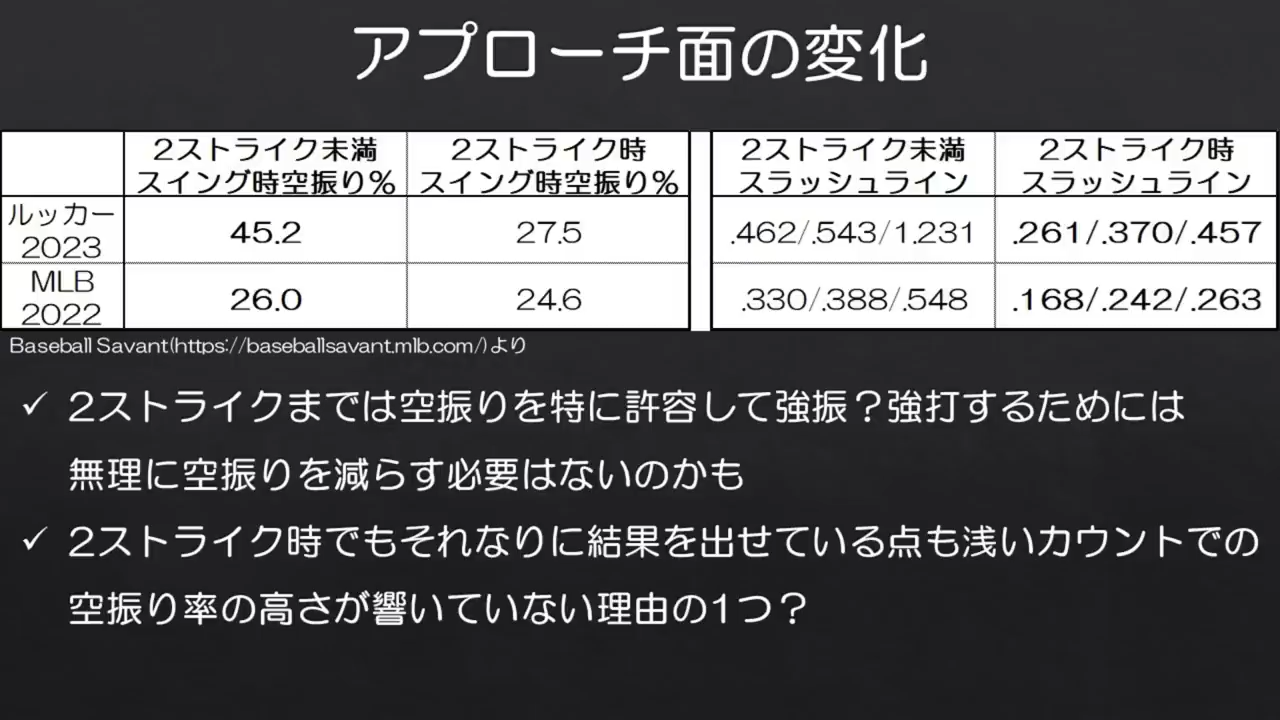 アプローチ面の変化
2ストライク未満 2ストライク時 2ストライク未満 2ストライク時
スイング時空振り% スイング時空振り% スラッシュライン スラッシュライン
ルッカー
2023 45.2 27.5 .462/.543/1.231 .261/.370/.457
MLB
2022 26.0 24.6 .330/.388/.548 .168/.242/.263
Baseball Savant(https://baseballsavant.mlb.com/)より
✓ 2ストライクまでは空振りを特に許容して強振？強打するためには
無理に空振りを減らす必要はないのかも
✓ 2ストライク時でもそれなりに結果を出せている点も浅いカウントでの
空振り率の高さが響いていない理由の1つ？